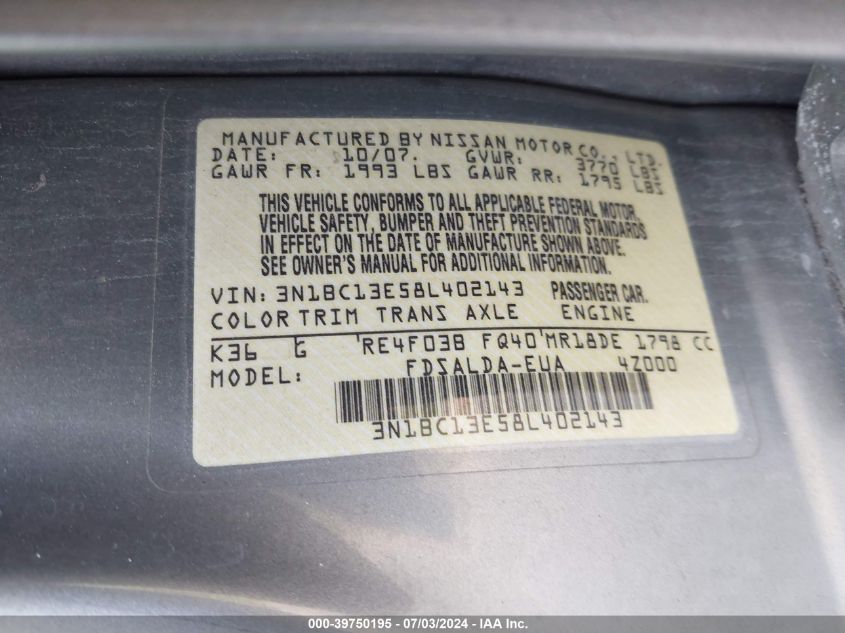 MANUFACTURED BY NISSAN MOTOR CO., LTD.
DATE: 10/07. GVWR: 3770 LBS
GAWR FR: 1993 LBS GAWR RR: 1795 LBS
THIS VEHICLE CONFORMS TO ALL APPLICABLE FEDERAL MOTOR
VEHICLE SAFETY, BUMPER AND THEFT PREVENTION STANDARDS
IN EFFECT ON THE DATE OF MANUFACTURE SHOWN ABOVE.
SEE OWNER'S MANUAL FOR ADDITIONAL INFORMATION.
VIN: 3N1BC13E58L402143 PASSENGER CAR.
COLOR TRIM TRANS AXLE ENGINE
K36 G RE4F03B FQ40 MR18DE 1798 CC
MODEL: FDSALDA-EUA 4Z000
3N1BC13E58L402143
000-39750195 - 07/03/2024 - IAA Inc.